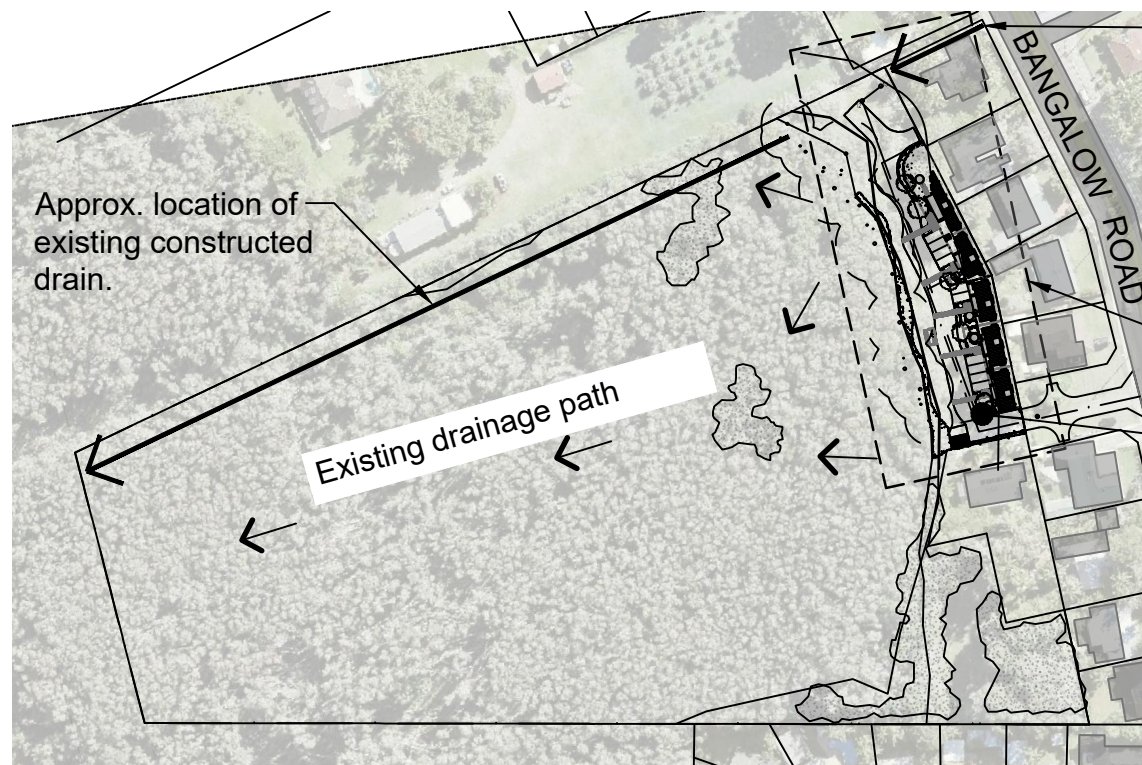 BANGALOW ROAD
Approx. location of
existing constructed
drain.
Existing drainage path